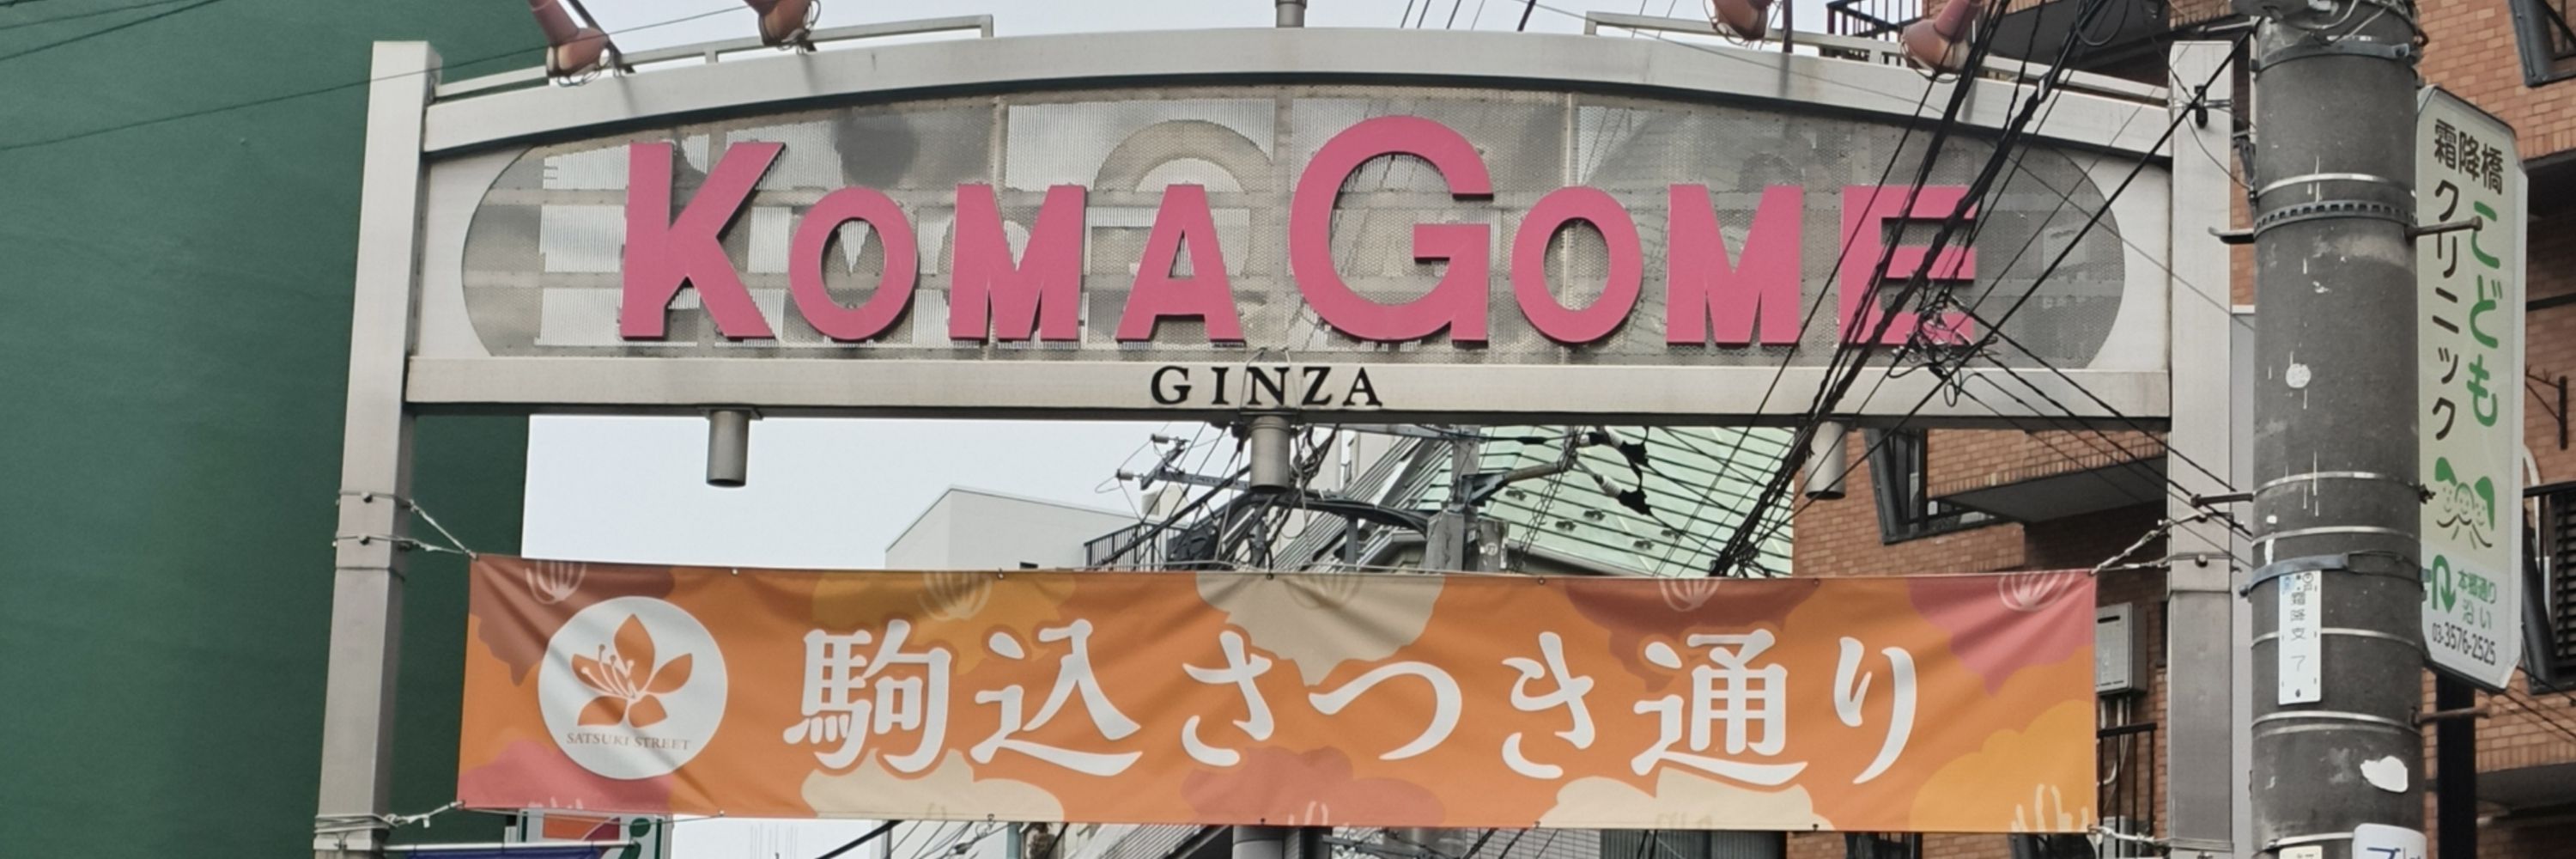 KOMAGOME
GINZA
SATSUKI STREET
駒込さつき通り
霜降橋
こども
クリニック
本郷通り
沿い
03-3576-2525